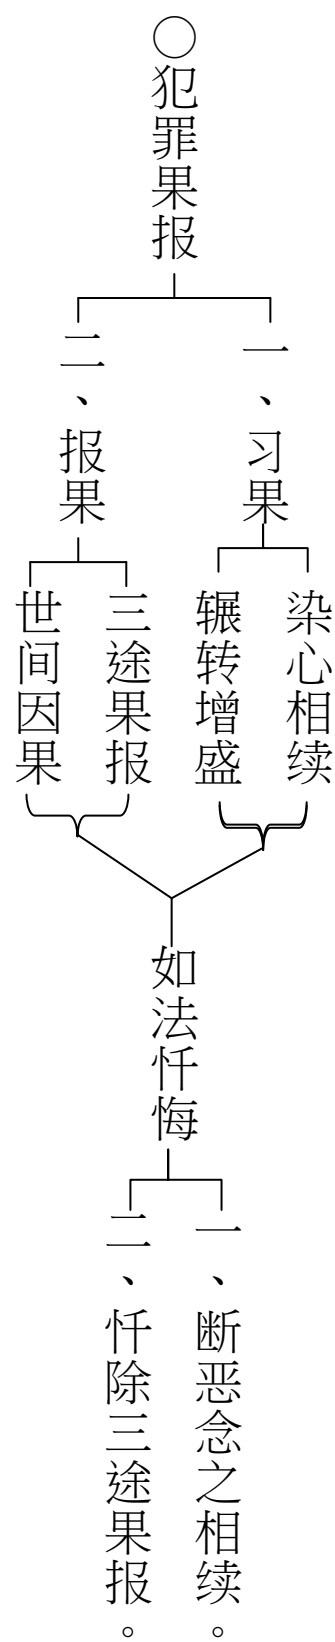 ○犯罪果报
一、习果
染心相续
辗转增盛
二、报果
三途果报
世间因果
如法忏悔
一、断恶念之相续。
二、忏除三途果报。